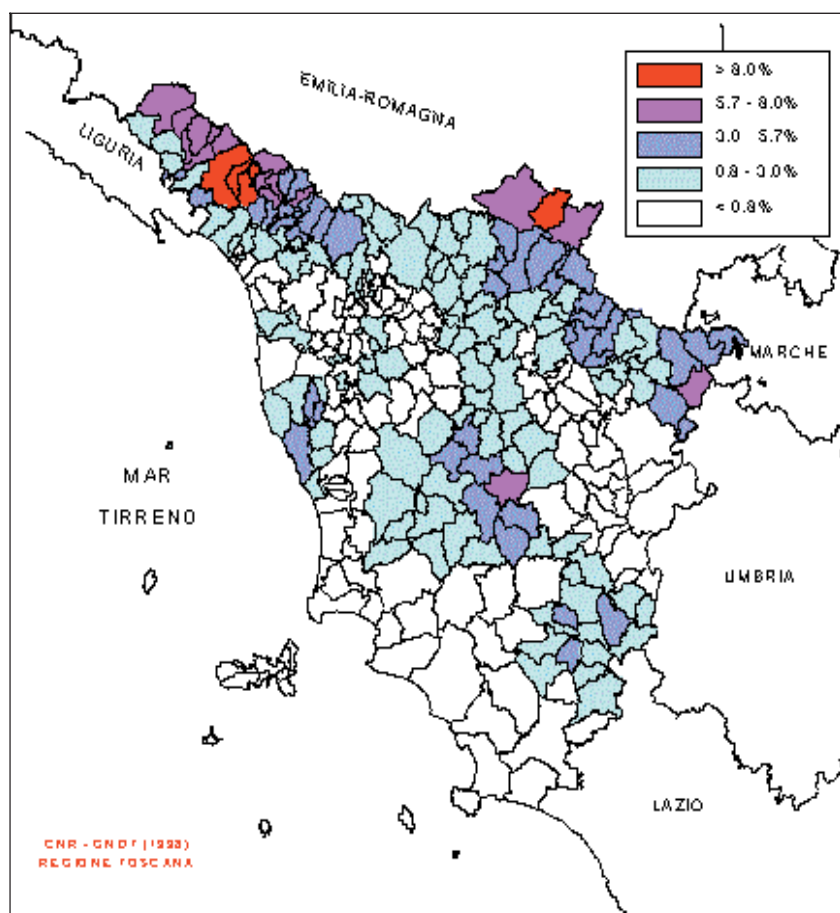 > 8.0%
EMILIA-ROMAGNA
5.7 - 8.0%
LIGURIA
3.0 5.7%
0.8 - 3.0%
< 0.8%
MARCHE
MAR
TIRRENO
UMBRIA
LAZIO
CNR - GNDT (1998)
REGIONE TOSCANA